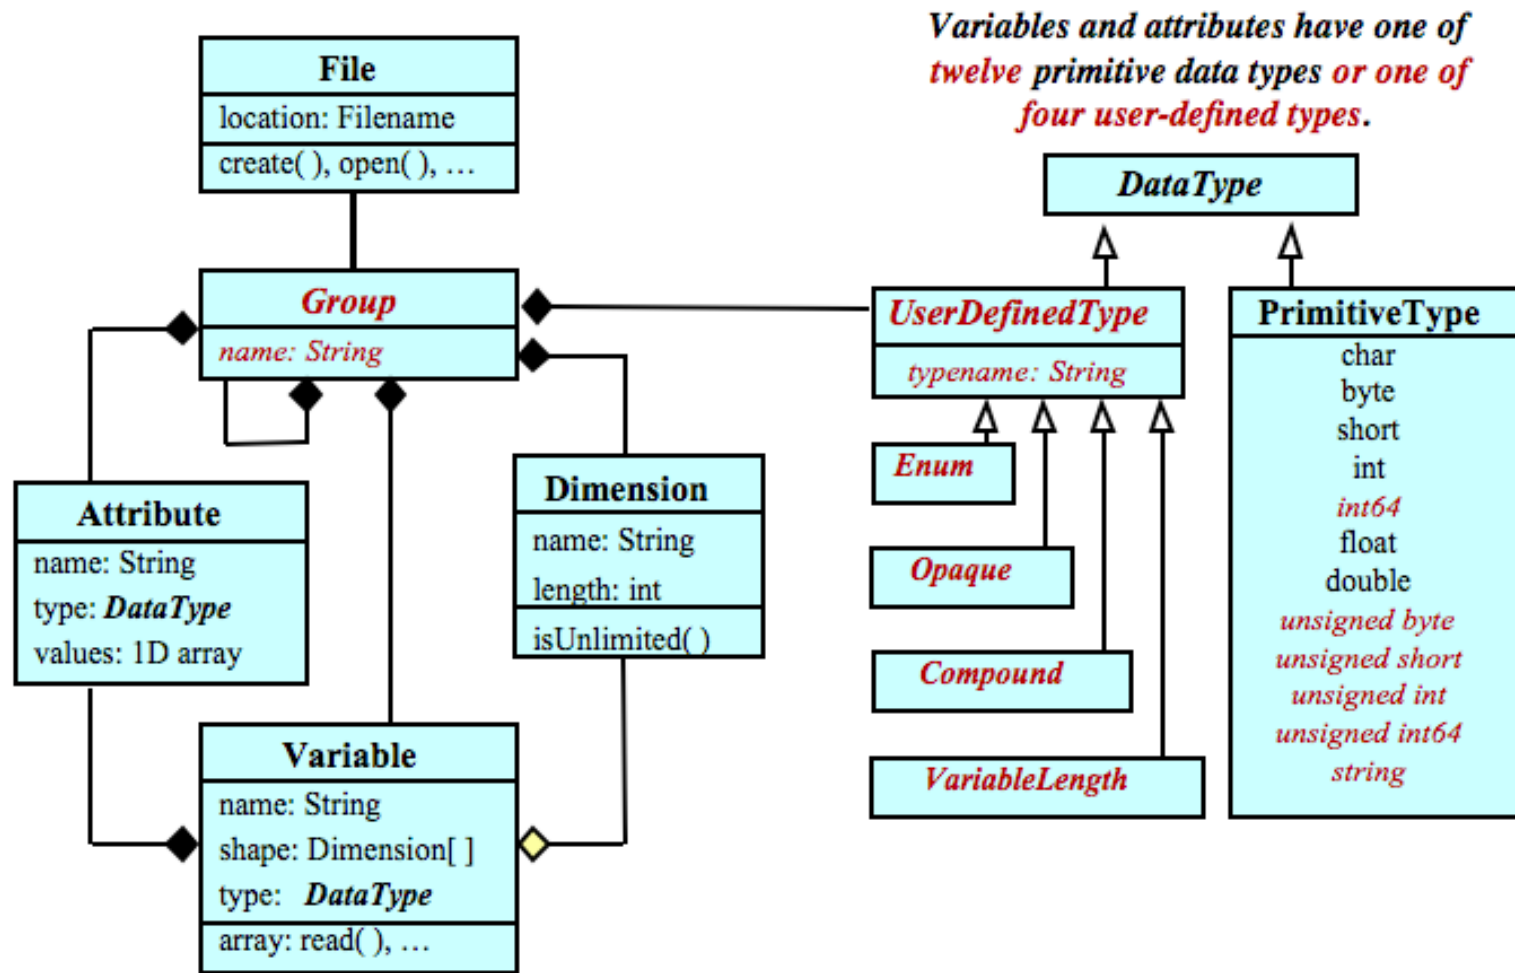 Variables and attributes have one of
twelve primitive data types or one of
four user-defined types.
File
location: Filename
create( ), open( ), …
Group
name: String
Attribute
name: String
type: DataType
values: 1D array
Dimension
name: String
length: int
isUnlimited( )
Variable
name: String
shape: Dimension[ ]
type: DataType
array: read( ), …
DataType
UserDefinedType
typename: String
Enum
Opaque
Compound
VariableLength
PrimitiveType
char
byte
short
int
int64
float
double
unsigned byte
unsigned short
unsigned int
unsigned int64
string